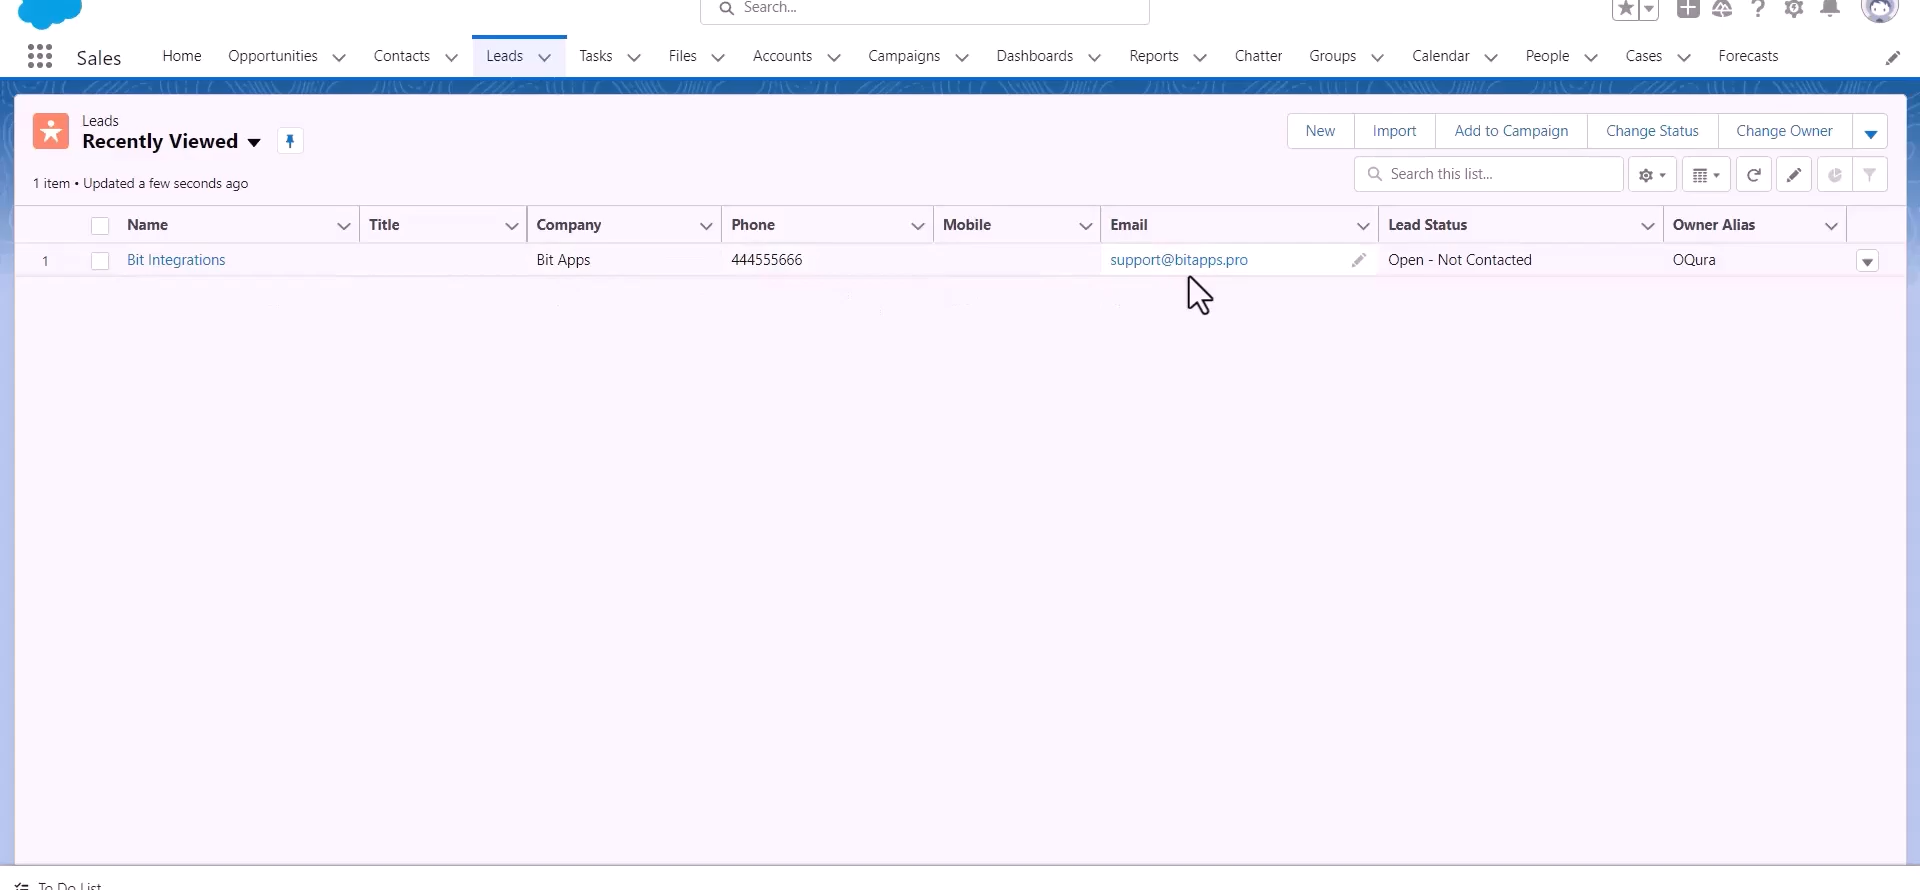 Search...
Sales Home Opportunities Contacts Leads Tasks Files Accounts Campaigns Dashboards Reports Chatter Groups Calendar People Cases Forecasts
Leads
Recently Viewed
New Import Add to Campaign Change Status Change Owner
1 item • Updated a few seconds ago
Search this list...
Name Title Company Phone Mobile Email Lead Status Owner Alias
1 Bit Integrations Bit Apps 444555666 support@bitapps.pro Open - Not Contacted OQura
To Do List